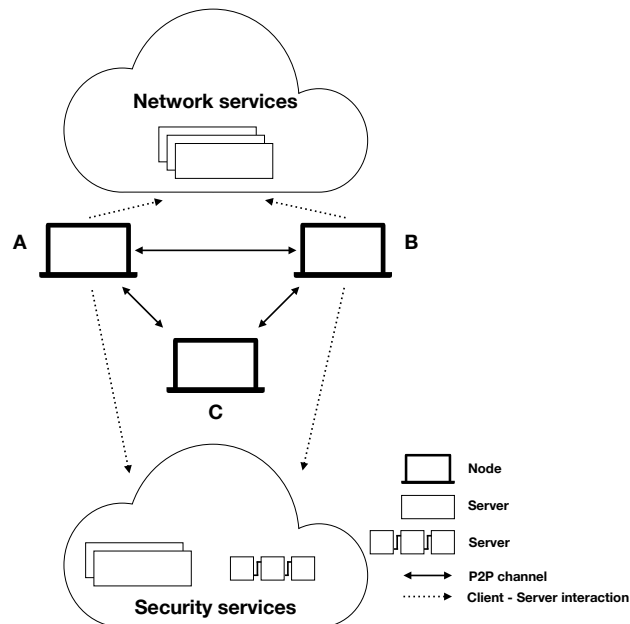 Network services
A
B
C
Node
Server
Server
P2P channel
Client - Server interaction
Security services